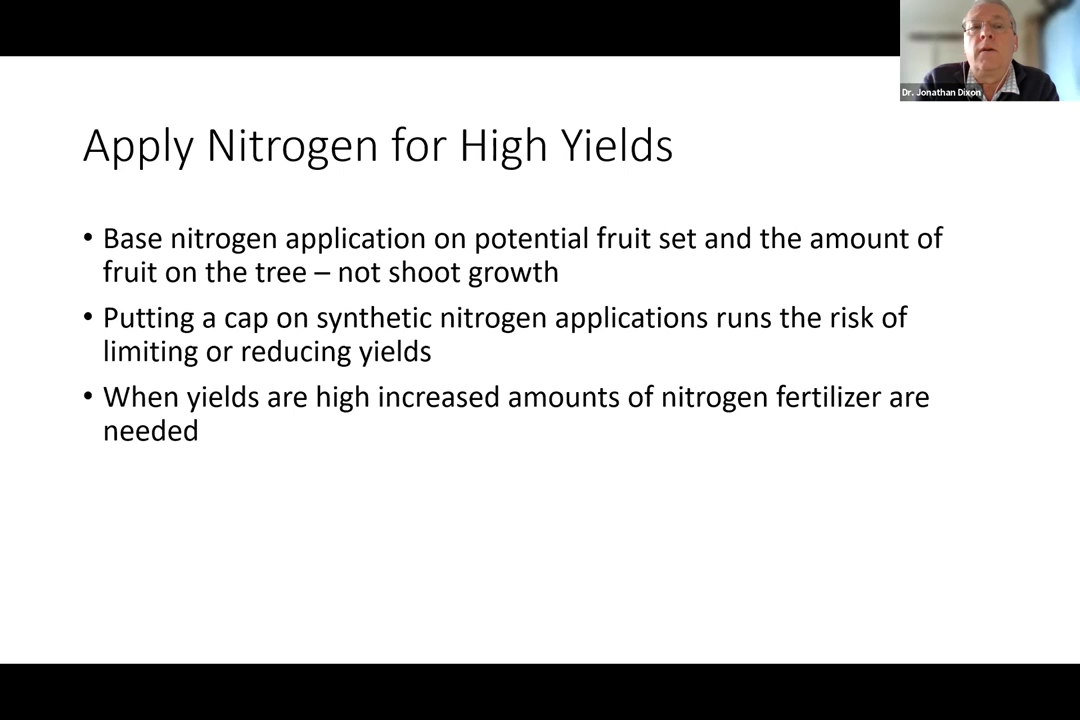 Dr. Jonathan Dixon
Apply Nitrogen for High Yields
• Base nitrogen application on potential fruit set and the amount of
fruit on the tree – not shoot growth
• Putting a cap on synthetic nitrogen applications runs the risk of
limiting or reducing yields
• When yields are high increased amounts of nitrogen fertilizer are
needed